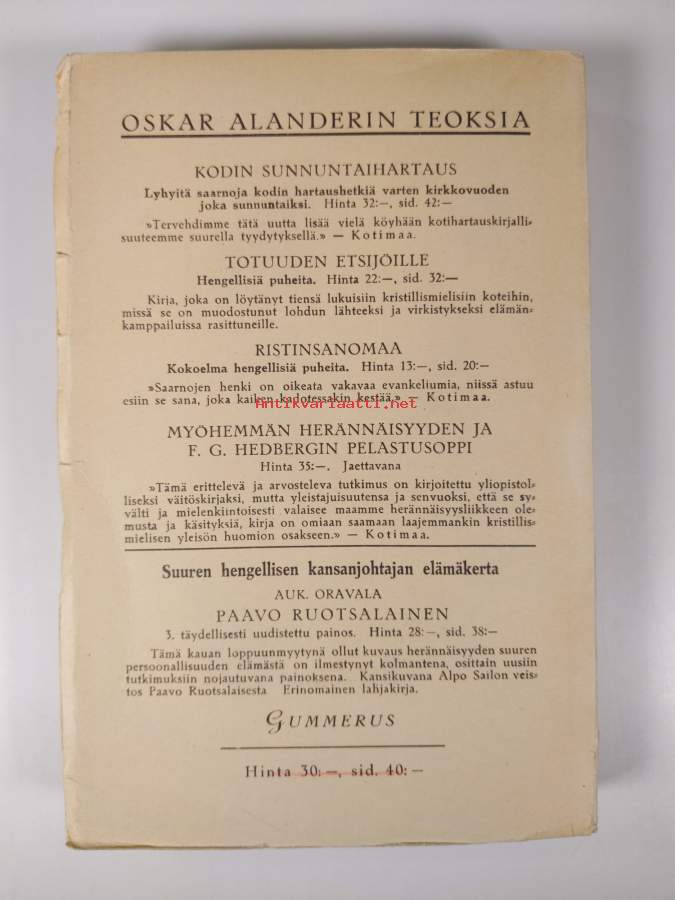 OSKAR ALANDERIN TEOKSIA
KODIN SUNNUNTAIHARTAUS
Lyhyitä saarnoja kodin hartaushetkiä varten kirkkovuoden
joka sunnuntaiksi. Hinta 32:—, sid. 42:—
»Tervehdimme tätä uutta lisää vielä köyhään kotihartauskirjalli-
suuteemme suurella tyydytyksellä.» — Kotimaa.
TOTUUDEN ETSIJÖILLE
Hengellisiä puheita. Hinta 22:—, sid. 32:—
Kirja, joka on löytänyt tiensä lukuisiin kristillismielisiin koteihin,
missä se on muodostunut lohdun lähteeksi ja virkistykseksi elämän-
kamppailuissa rasittuneille.
RISTINSANOMAA
Kokoelma hengellisiä puheita. Hinta 13:—, sid. 20:—
»Saarnojen henki on oikeata vakavaa evankeliumia, niissä astuu
esiin se sana, joka kaiken kadotessakin kestää.» — Kotimaa.
antikvariaatti.net
MYÖHEMMÄN HERÄNNÄISYYDEN JA
F. G. HEDBERGIN PELASTUSOPPI
Hinta 35:—. Jaettavana
»Tämä erittelevä ja arvosteleva tutkimus on kirjoitettu yliopistol-
liseksi väitöskirjaksi, mutta yleistajuisuutensa ja senvuoksi, että se sy-
välti ja mielenkiintoisesti valaisee maamme herännäisyysliikkeen ole-
musta ja käsityksiä, kirja on omiaan saamaan laajemmankin kristillis-
mielisen yleisön huomion osakseen.» — Kotimaa.
Suuren hengellisen kansanjohtajan elämäkerta
AUK. ORAVALA
PAAVO RUOTSALAINEN
3. täydellisesti uudistettu painos. Hinta 28:—, sid. 38:—
Tämä kauan loppuunmyytynä ollut kuvaus herännäisyyden suuren
persoonallisuuden elämästä on ilmestynyt kolmantena, osittain uusiin
tutkimuksiin nojautuvana painoksena. Kansikuvana Alpo Sailon veis-
tos Paavo Ruotsalaisesta Erinomainen lahjakirja.
GUMMERUS
Hinta 30:—, sid. 40:—